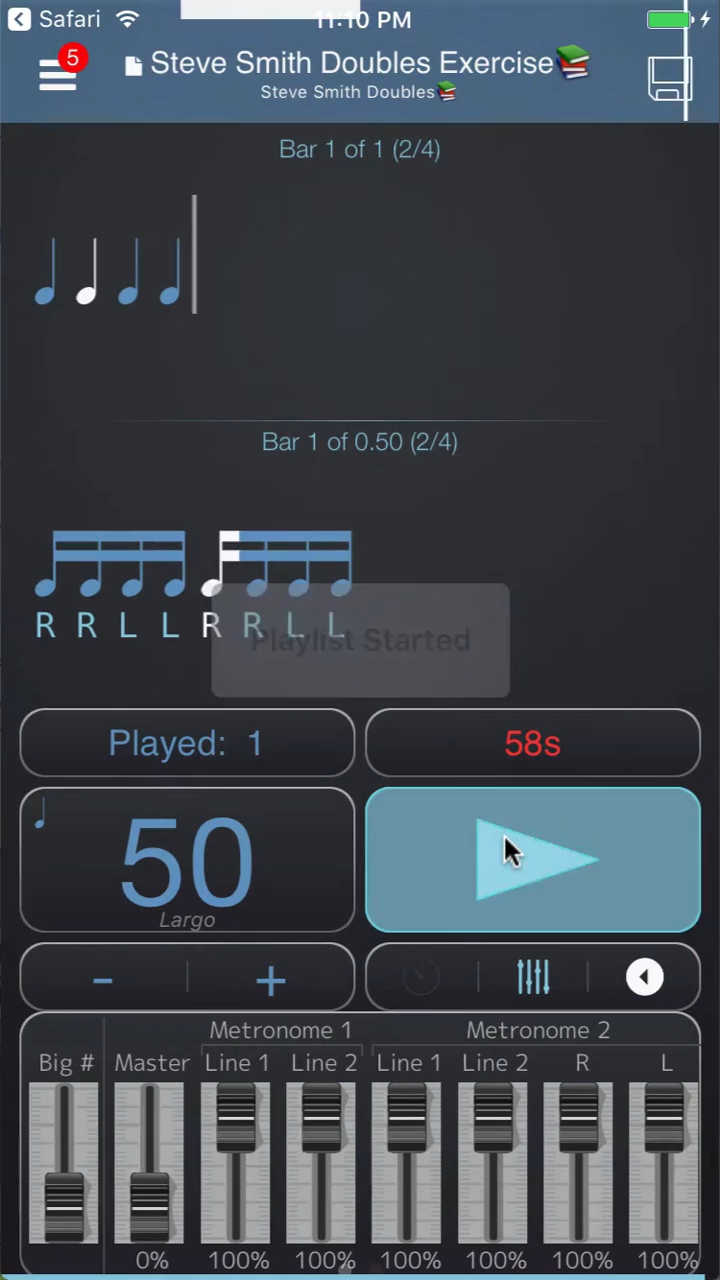 Safari 11:10 PM
5
Steve Smith Doubles Exercise📚
Steve Smith Doubles📚
Bar 1 of 1 (2/4)
Bar 1 of 0.50 (2/4)
R R L L R R L L
Playlist Started
Played: 1 58s
50
Largo
- +
Metronome 1 Metronome 2
Big # Master Line 1 Line 2 Line 1 Line 2 R L
0% 100% 100% 100% 100% 100% 100%